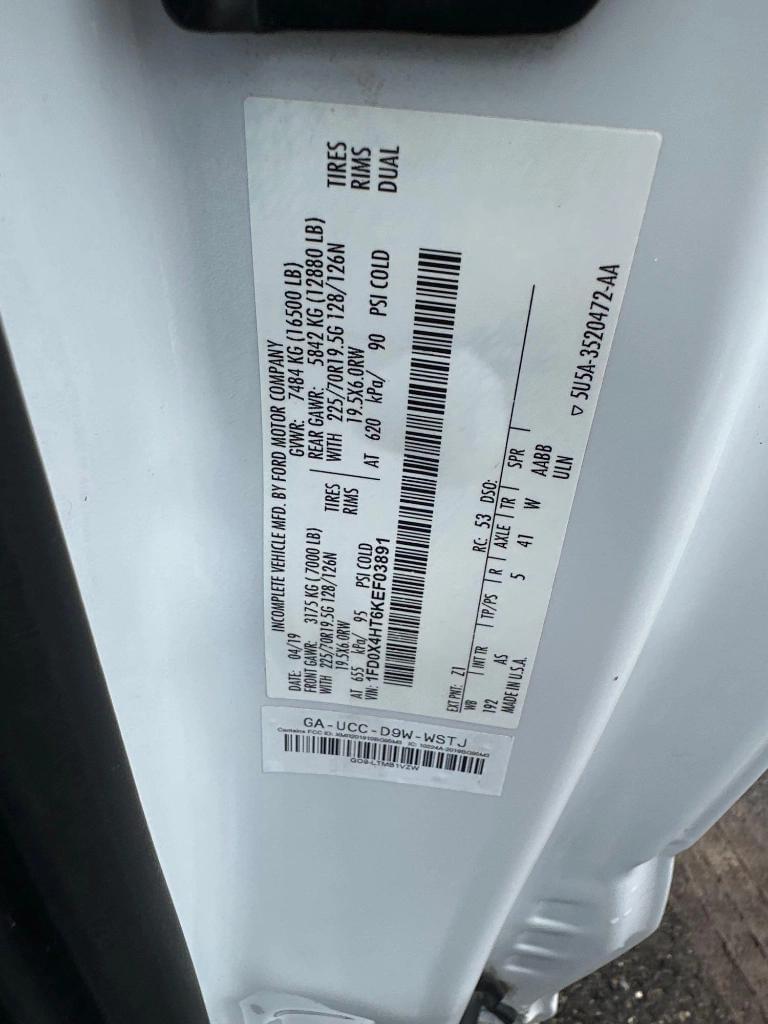 INCOMPLETE VEHICLE MFD. BY FORD MOTOR COMPANY
DATE: 04/19 GVWR: 7484 KG (16500 LB)
FRONT GAWR: 3175 KG (7000 LB) REAR GAWR: 5842 KG (12880 LB)
WITH 225/70R19.5G 128/126N TIRES WITH 225/70R19.5G 128/126N TIRES
19.5X6.0RW RIMS 19.5X6.0RW RIMS
AT 655 kPa/ 95 PSI COLD AT 620 kPa/ 90 PSI COLD DUAL
VIN: 1FD0X4HT6KEF03891
EXT PNT: Z1 RC: 53 DSO:
WB INT TR TP/PS R AXLE TR SPR
192 AS 5 41 W AABB
MADE IN U.S.A. ULN
▽ 5U5A-3520472-AA
GA-UCC-D9W-WSTJ
GD9-LTMB1VZW